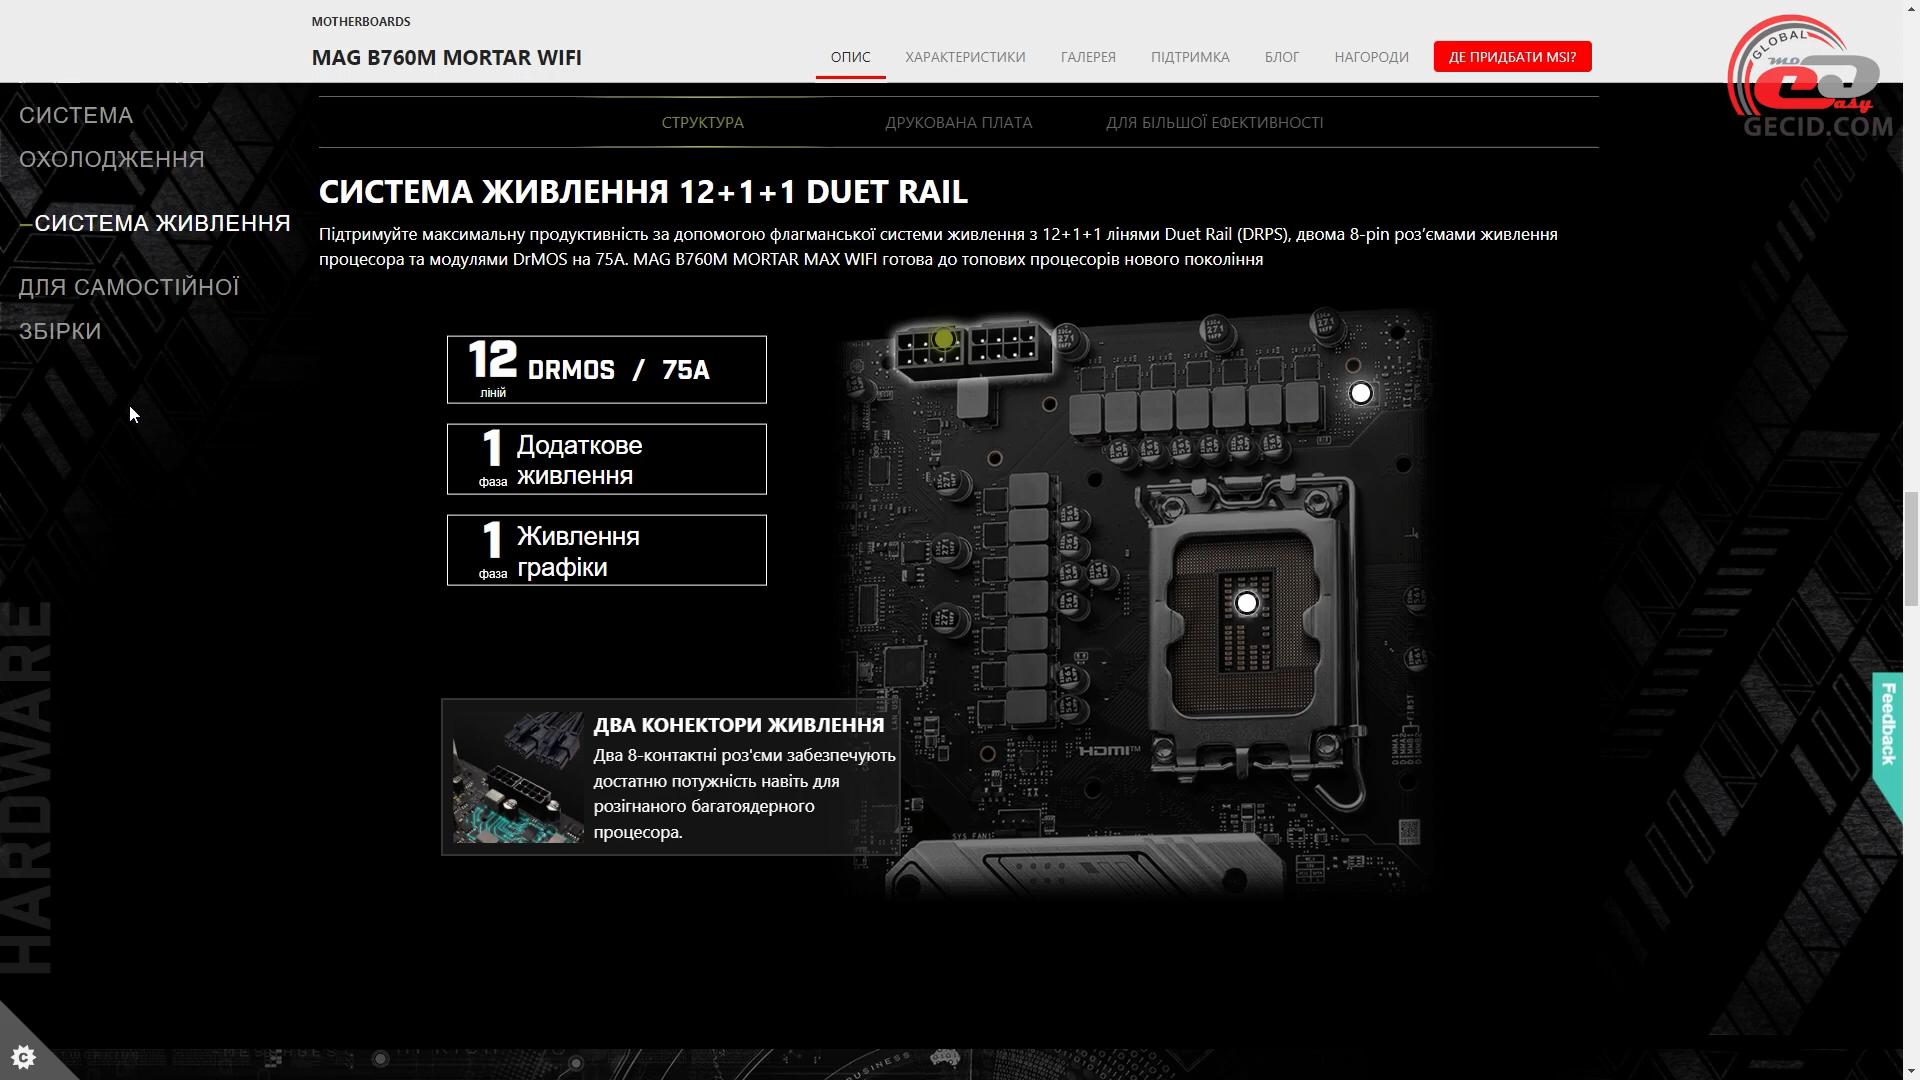 MOTHERBOARDS
MAG B760M MORTAR WIFI
ОПИС
ХАРАКТЕРИСТИКИ
ГАЛЕРЕЯ
ПІДТРИМКА
БЛОГ
НАГОРОДИ
ДЕ ПРИДБАТИ MSI?
GLOBAL
GECID.COM
СИСТЕМА
ОХОЛОДЖЕННЯ
СИСТЕМА ЖИВЛЕННЯ
ДЛЯ САМОСТІЙНОЇ
ЗБІРКИ
HARDWARE
СТРУКТУРА
ДРУКОВАНА ПЛАТА
ДЛЯ БІЛЬШОЇ ЕФЕКТИВНОСТІ
СИСТЕМА ЖИВЛЕННЯ 12+1+1 DUET RAIL
Підтримуйте максимальну продуктивність за допомогою флагманської системи живлення з 12+1+1 лінями Duet Rail (DRPS), двома 8-pin роз’ємами живлення
процесора та модулями DrMOS на 75A. MAG B760M MORTAR MAX WIFI готова до топових процесорів нового покоління
12 DRMOS / 75A
ліній
1 Додаткове
фаза живлення
1 Живлення
фаза графіки
ДВА КОНЕКТОРИ ЖИВЛЕННЯ
Два 8-контактні роз'єми забезпечують
достатню потужність навіть для
розігнаного багатоядерного
процесора.
HDMI™
SYS_FAN1
Feedback
BUSINESS